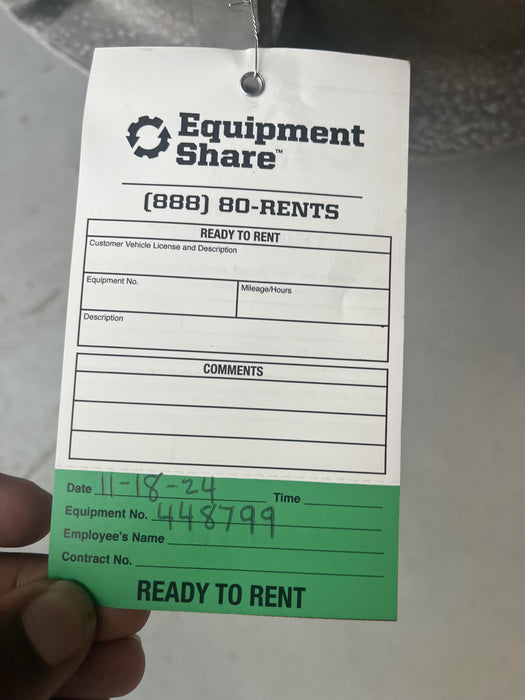 Equipment
Share™
(888) 80-RENTS
READY TO RENT
Customer Vehicle License and Description
Equipment No.
Mileage/Hours
Description
COMMENTS
Date 11-18-24 Time
Equipment No. 448799
Employee's Name
Contract No.
READY TO RENT